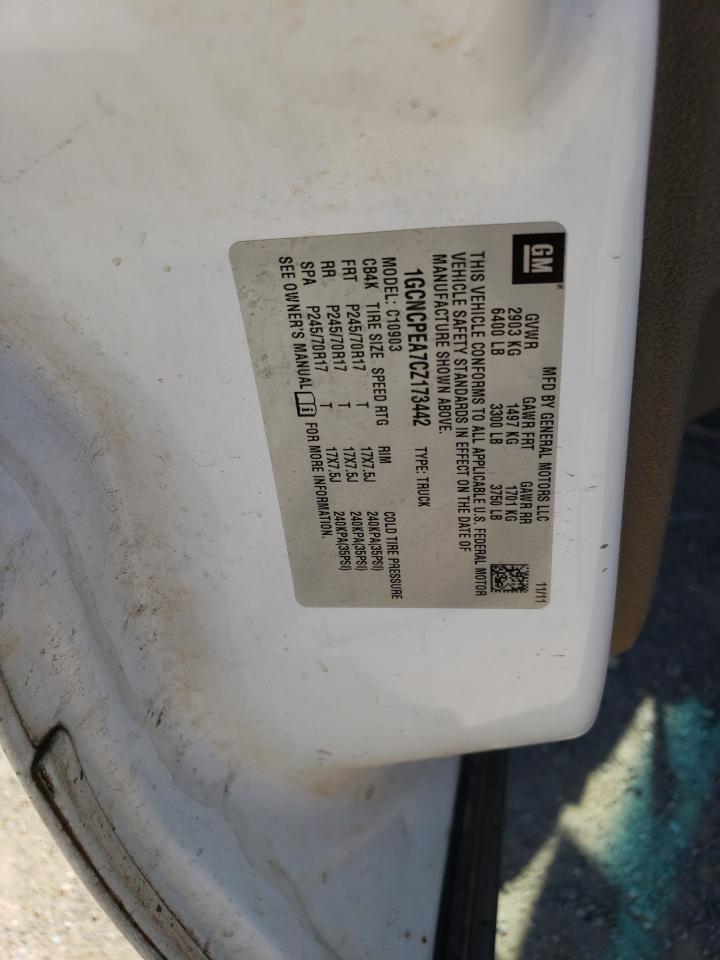 GM®
MFD BY GENERAL MOTORS LLC 11/11
GVWR GAWR FRT GAWR RR
2903 KG 1497 KG 1701 KG
6400 LB 3300 LB 3750 LB
THIS VEHICLE CONFORMS TO ALL APPLICABLE U.S. FEDERAL MOTOR
VEHICLE SAFETY STANDARDS IN EFFECT ON THE DATE OF
MANUFACTURE SHOWN ABOVE.
1GCNCPEA7CZ173442 TYPE: TRUCK
MODEL: C10903
CB4K TIRE SIZE SPEED RTG RIM COLD TIRE PRESSURE
FRT P245/70R17 T 17X7.5J 240KPA(35PSI)
RR P245/70R17 T 17X7.5J 240KPA(35PSI)
SPA P245/70R17 T 17X7.5J 240KPA(35PSI)
SEE OWNER'S MANUAL FOR MORE INFORMATION.